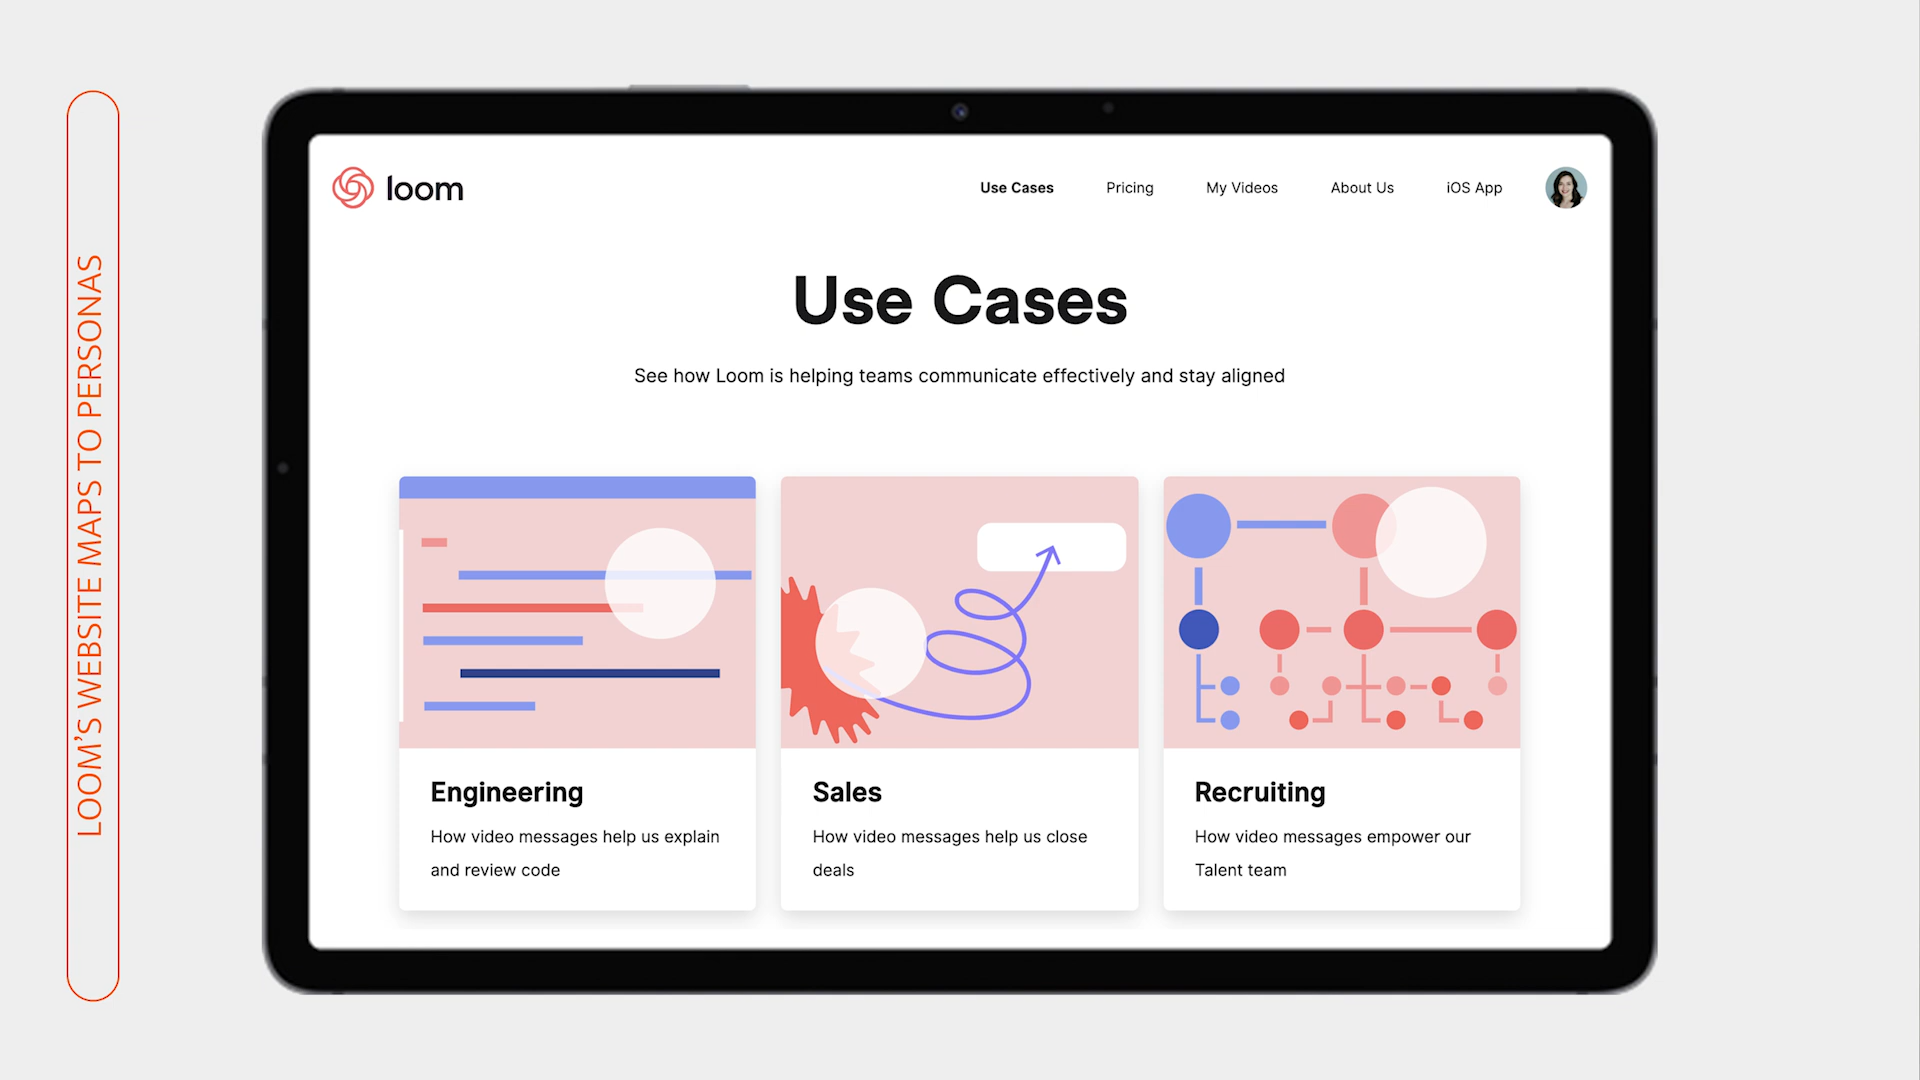 LOOM’S WEBSITE MAPS TO PERSONAS
loom
Use Cases
Pricing
My Videos
About Us
iOS App
Use Cases
See how Loom is helping teams communicate effectively and stay aligned
Engineering
How video messages help us explain
and review code
Sales
How video messages help us close
deals
Recruiting
How video messages empower our
Talent team